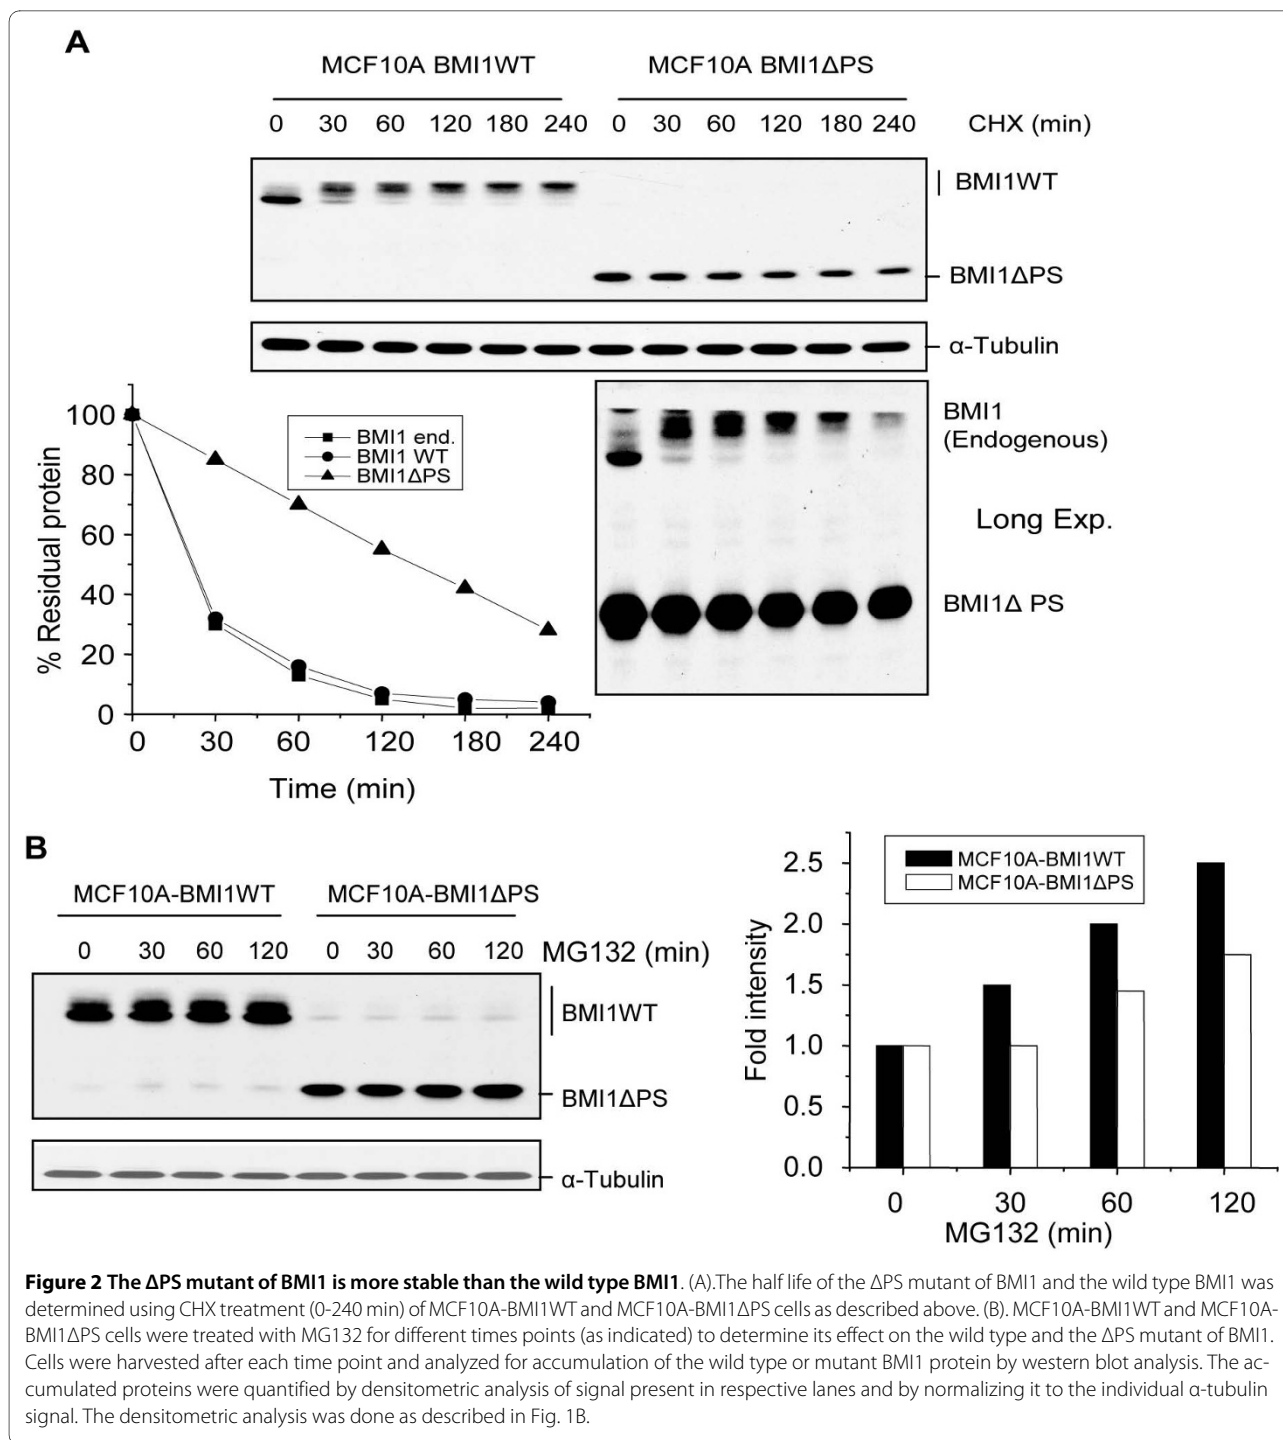 A
MCF10A BMI1WT MCF10A BMI1ΔPS
0 30 60 120 180 240 0 30 60 120 180 240 CHX (min)
BMI1WT
BMI1ΔPS
α-Tubulin
BMI1
(Endogenous)
Long Exp.
BMI1Δ PS
% Residual protein
100
80
60
40
20
0
BMI1 end.
BMI1 WT
BMI1ΔPS
0 30 60 120 180 240
Time (min)
B
MCF10A-BMI1WT MCF10A-BMI1ΔPS
0 30 60 120 0 30 60 120 MG132 (min)
BMI1WT
BMI1ΔPS
α-Tubulin
Fold intensity
2.5
2.0
1.5
1.0
0.5
0.0
MCF10A-BMI1WT
MCF10A-BMI1ΔPS
0 30 60 120
MG132 (min)
Figure 2 The ΔPS mutant of BMI1 is more stable than the wild type BMI1. (A).The half life of the ΔPS mutant of BMI1 and the wild type BMI1 was
determined using CHX treatment (0-240 min) of MCF10A-BMI1WT and MCF10A-BMI1ΔPS cells as described above. (B). MCF10A-BMI1WT and MCF10A-
BMI1ΔPS cells were treated with MG132 for different times points (as indicated) to determine its effect on the wild type and the ΔPS mutant of BMI1.
Cells were harvested after each time point and analyzed for accumulation of the wild type or mutant BMI1 protein by western blot analysis. The ac-
cumulated proteins were quantified by densitometric analysis of signal present in respective lanes and by normalizing it to the individual α-tubulin
signal. The densitometric analysis was done as described in Fig. 1B.